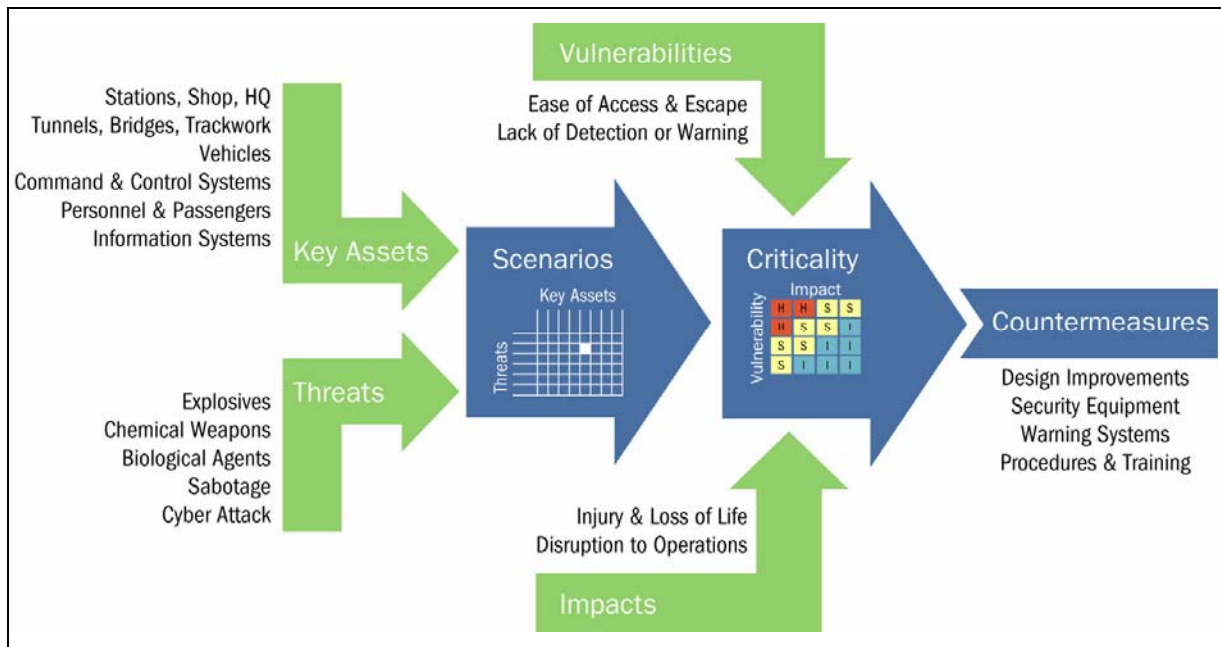 Vulnerabilities
Ease of Access & Escape
Lack of Detection or Warning
Stations, Shop, HQ
Tunnels, Bridges, Trackwork
Vehicles
Command & Control Systems
Personnel & Passengers
Information Systems
Key Assets
Threats
Explosives
Chemical Weapons
Biological Agents
Sabotage
Cyber Attack
Scenarios
Key Assets
Threats
Criticality
Impact
Vulnerability
H H S S
H S S I
S S I I
S I I I
Injury & Loss of Life
Disruption to Operations
Impacts
Countermeasures
Design Improvements
Security Equipment
Warning Systems
Procedures & Training